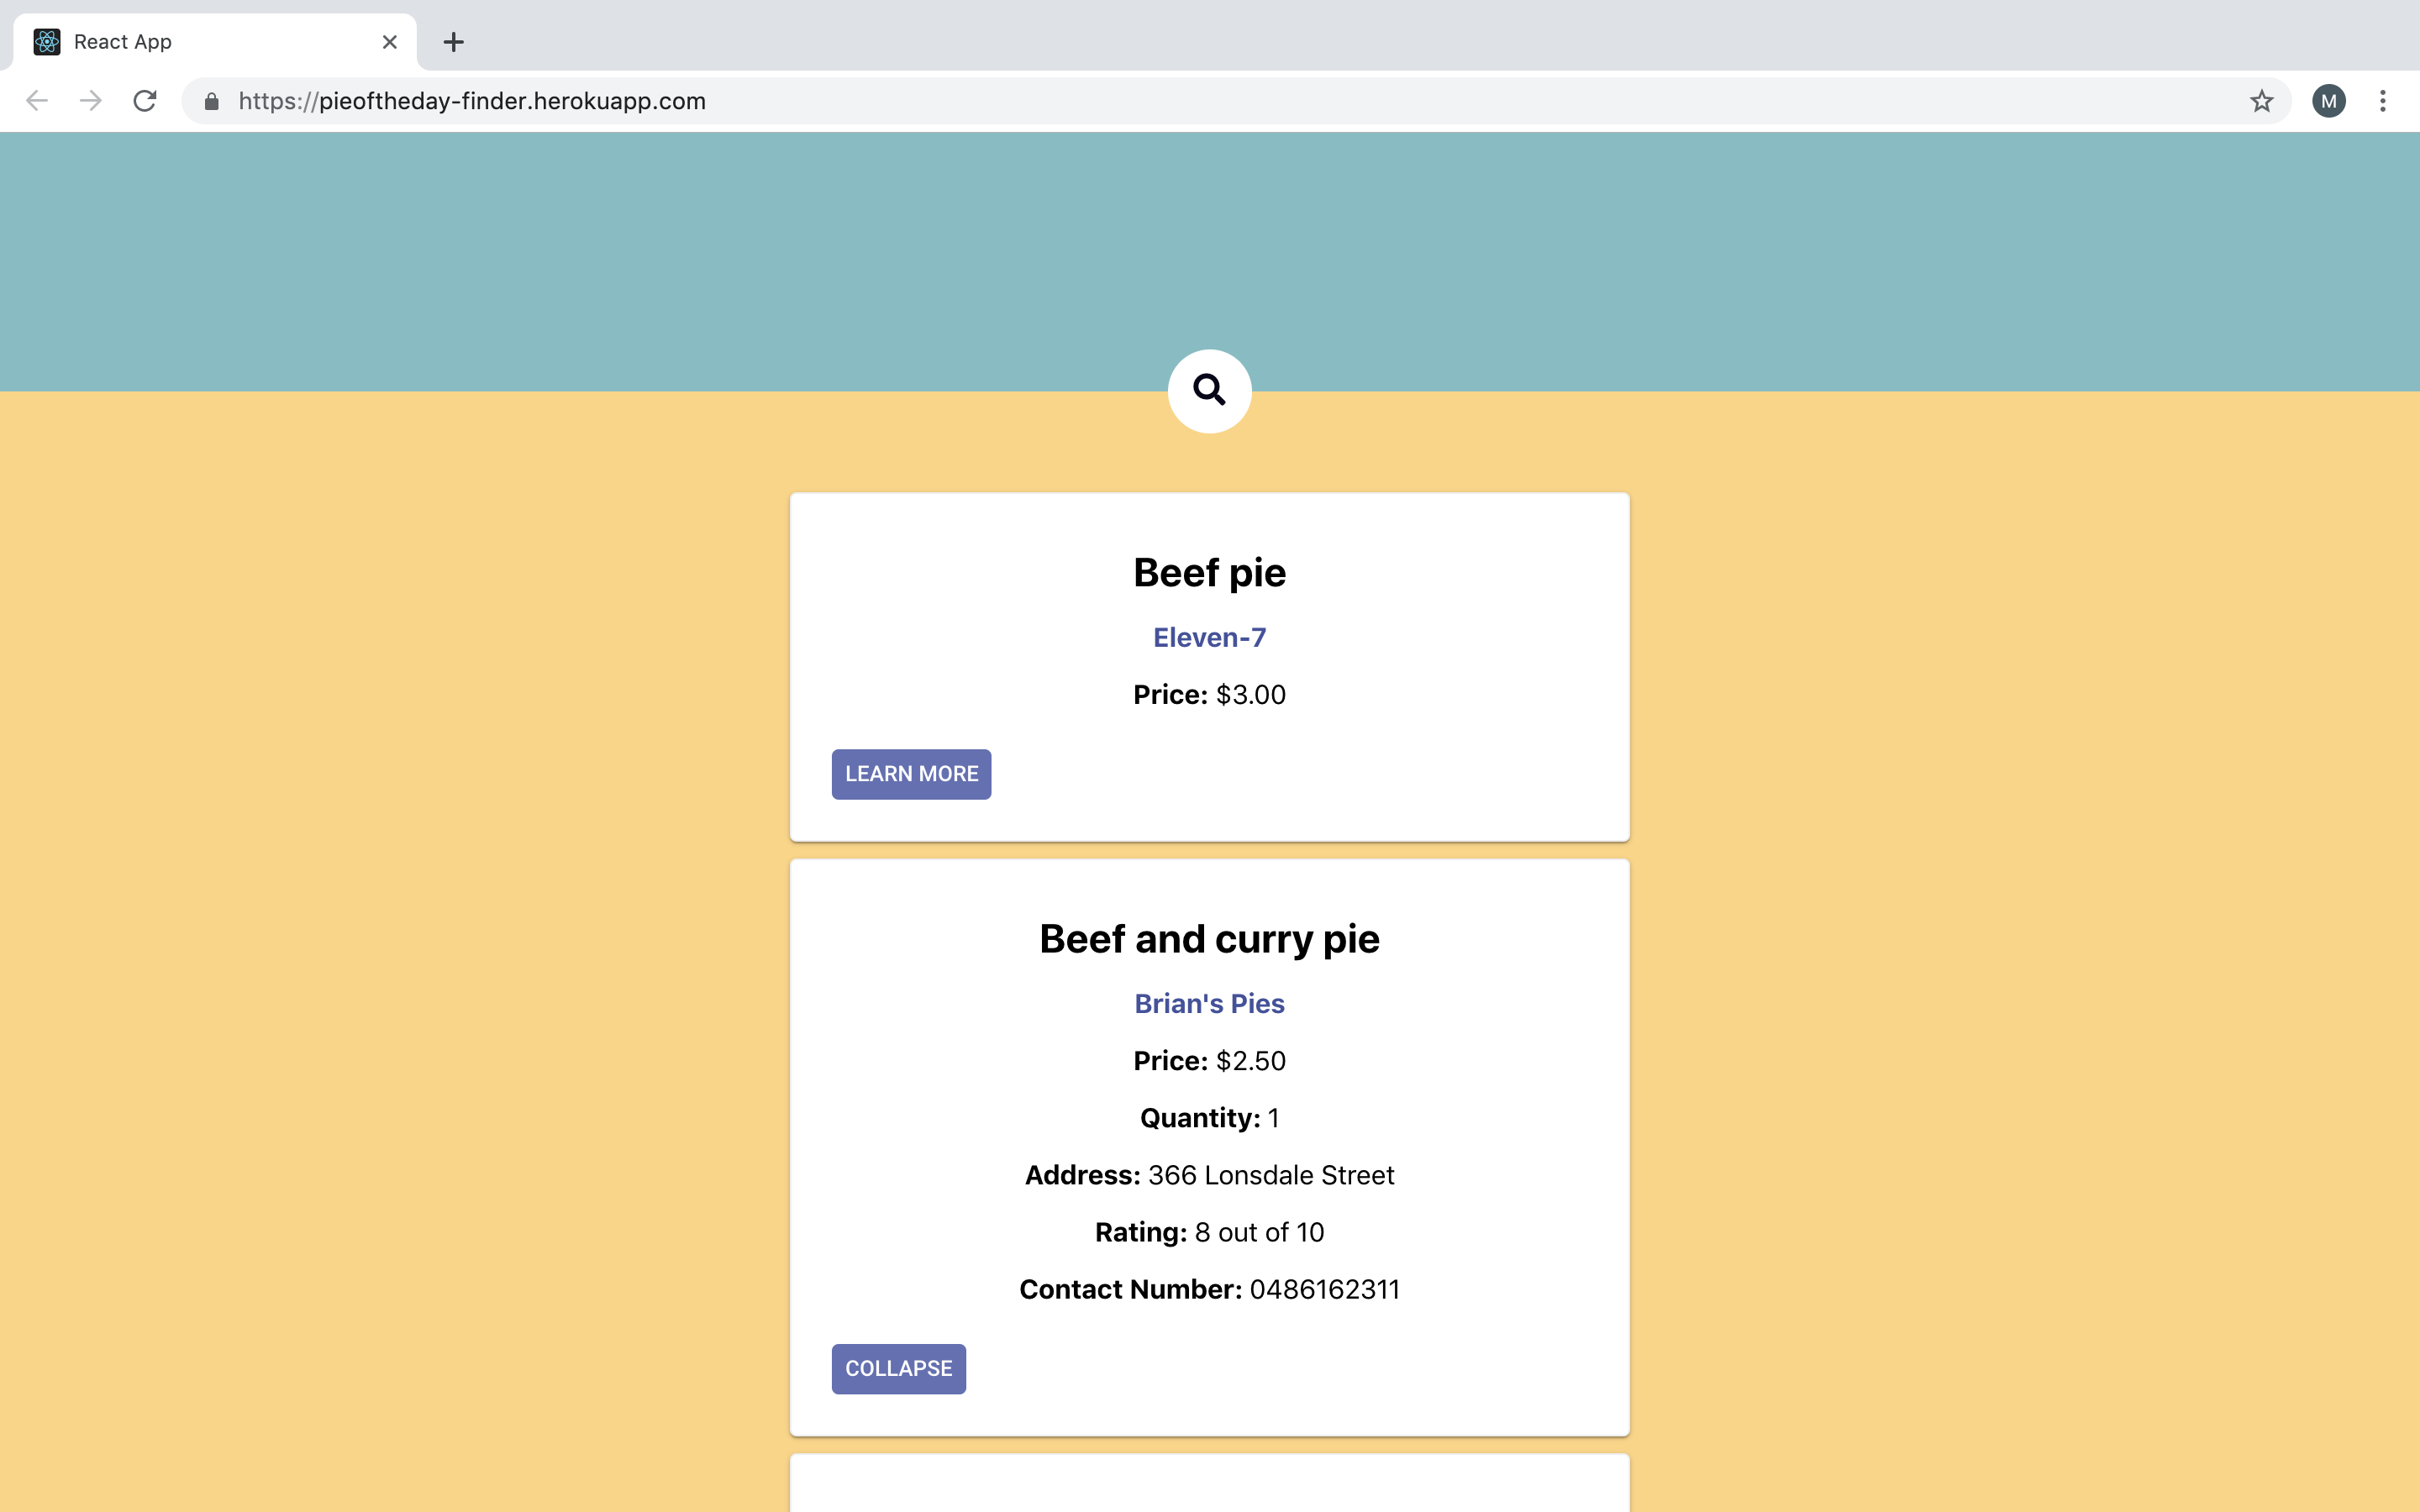 React App
https://pieoftheday-finder.herokuapp.com
M
Beef pie
Eleven-7
Price: $3.00
LEARN MORE
Beef and curry pie
Brian's Pies
Price: $2.50
Quantity: 1
Address: 366 Lonsdale Street
Rating: 8 out of 10
Contact Number: 0486162311
COLLAPSE